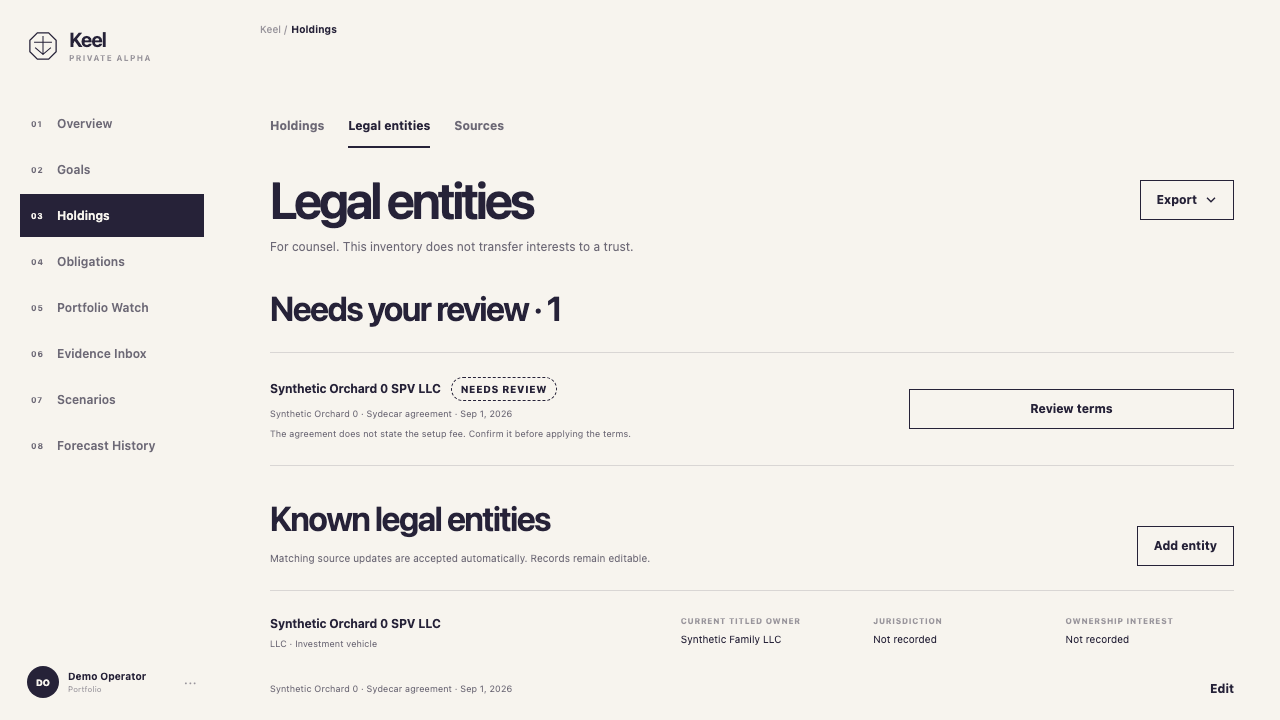 Keel
PRIVATE ALPHA
Keel / Holdings
01 Overview
02 Goals
03 Holdings
04 Obligations
05 Portfolio Watch
06 Evidence Inbox
07 Scenarios
08 Forecast History
DO Demo Operator
Portfolio
...
Holdings Legal entities Sources
Legal entities
Export
For counsel. This inventory does not transfer interests to a trust.
Needs your review · 1
Synthetic Orchard 0 SPV LLC NEEDS REVIEW
Synthetic Orchard 0 · Sydecar agreement · Sep 1, 2026
The agreement does not state the setup fee. Confirm it before applying the terms.
Review terms
Known legal entities
Matching source updates are accepted automatically. Records remain editable.
Add entity
Synthetic Orchard 0 SPV LLC
LLC · Investment vehicle
CURRENT TITLED OWNER
Synthetic Family LLC
JURISDICTION
Not recorded
OWNERSHIP INTEREST
Not recorded
Synthetic Orchard 0 · Sydecar agreement · Sep 1, 2026
Edit